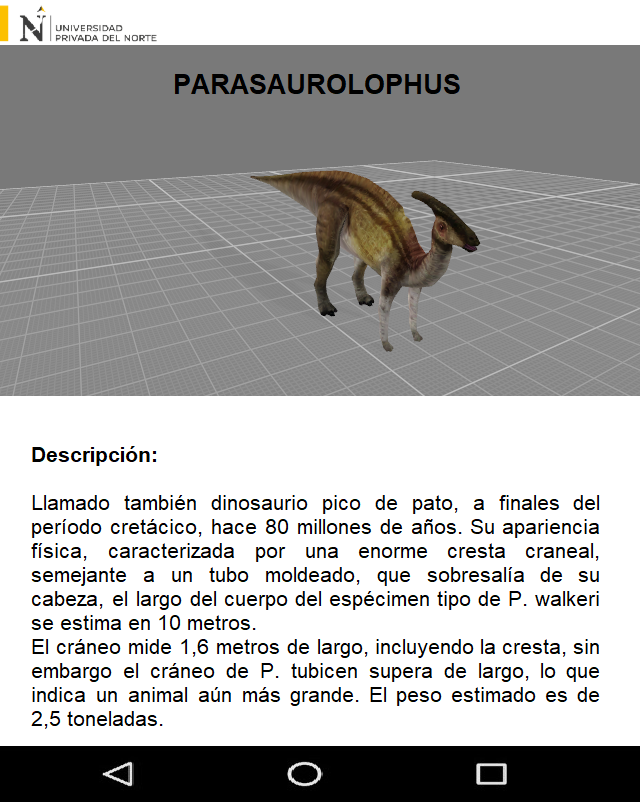 UNIVERSIDAD
PRIVADA DEL NORTE
PARASAUROLOPHUS
Descripción:
Llamado también dinosaurio pico de pato, a finales del
período cretácico, hace 80 millones de años. Su apariencia
física, caracterizada por una enorme cresta craneal,
semejante a un tubo moldeado, que sobresalía de su
cabeza, el largo del cuerpo del espécimen tipo de P. walkeri
se estima en 10 metros.
El cráneo mide 1,6 metros de largo, incluyendo la cresta, sin
embargo el cráneo de P. tubicen supera de largo, lo que
indica un animal aún más grande. El peso estimado es de
2,5 toneladas.